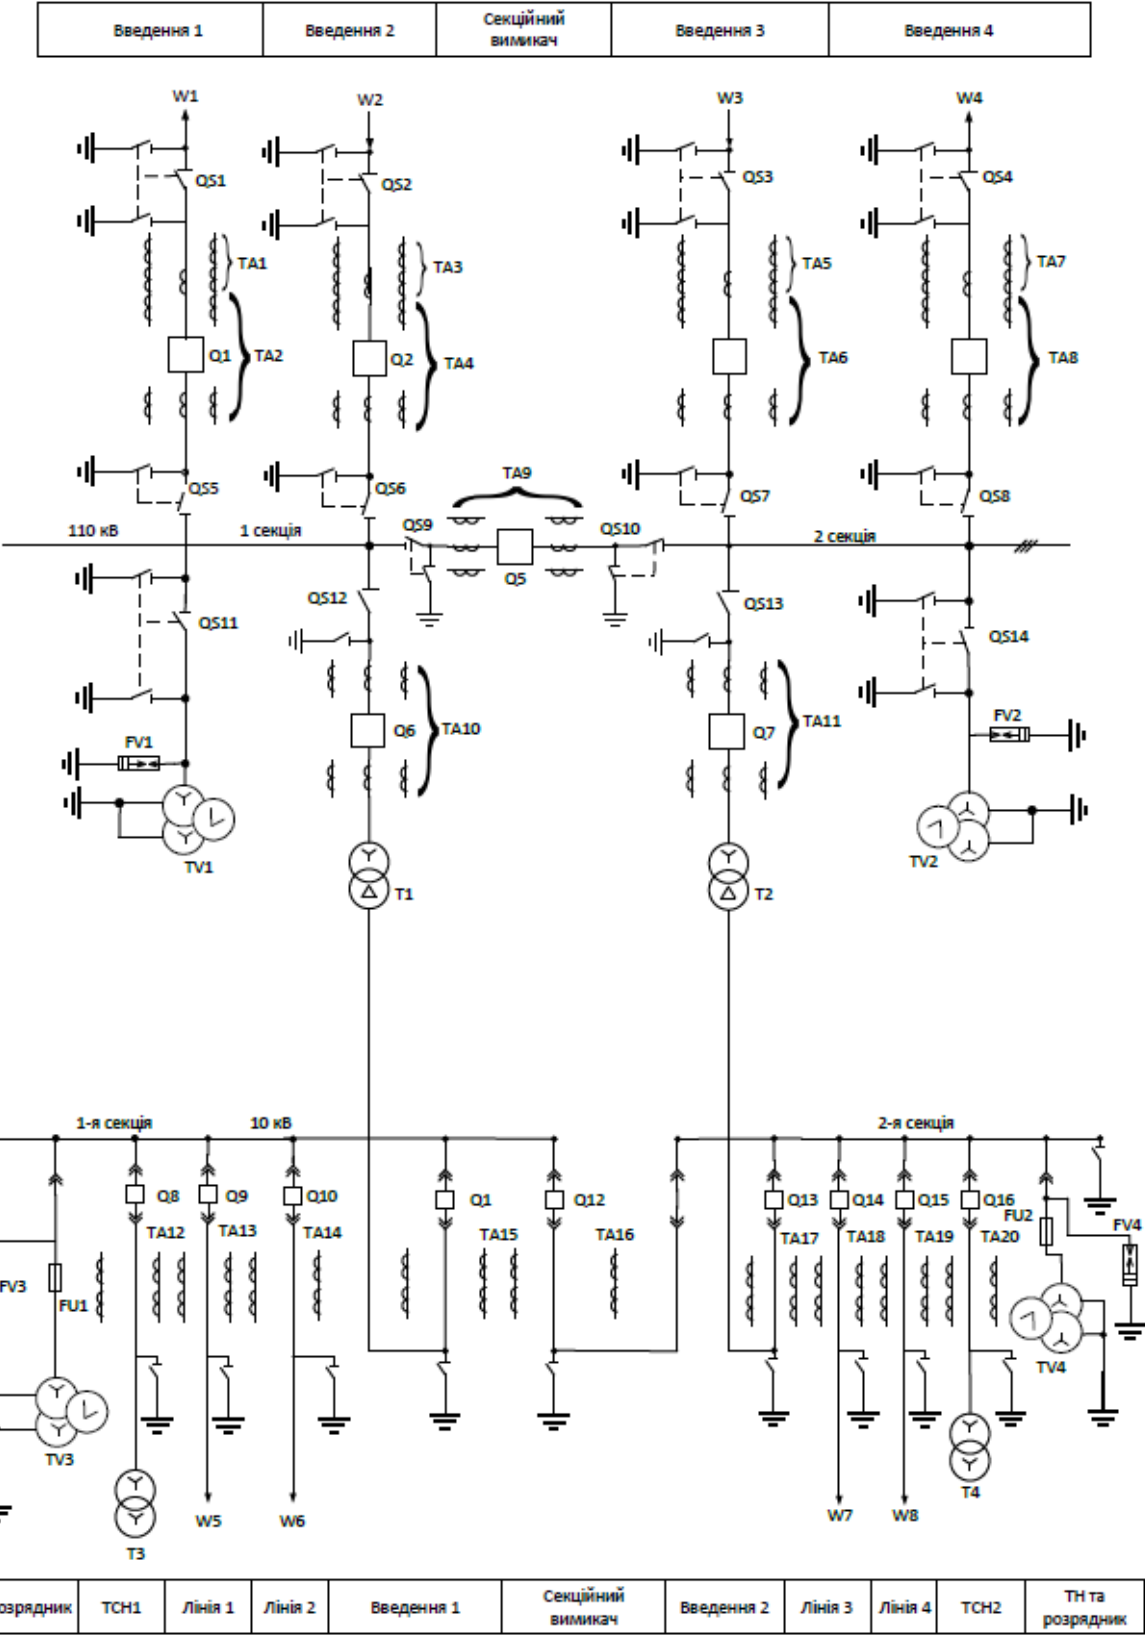 Введення 1
Введення 2
Секційний
вимикач
Введення 3
Введення 4
W1
W2
W3
W4
QS1
QS2
QS3
QS4
TA1
TA3
TA5
TA7
Q1
TA2
Q2
TA4
TA6
TA8
QS5
QS6
TA9
QS7
QS8
110 кВ
1 секція
QS9
QS10
2 секція
Q5
QS12
QS13
QS11
QS14
Q6
TA10
Q7
TA11
FV1
FV2
TV1
TV2
T1
T2
1-я секція
10 кВ
2-я секція
Q8
Q9
Q10
Q1
Q12
Q13
Q14
Q15
Q16
FU2
FV4
TA12
TA13
TA14
TA15
TA16
TA17
TA18
TA19
TA20
FV3
FU1
TV4
TV3
T4
W5
W6
W7
W8
T3
озрядник
ТСН1
Лінія 1
Лінія 2
Введення 1
Секційний
вимикач
Введення 2
Лінія 3
Лінія 4
ТСН2
ТН та
розрядник